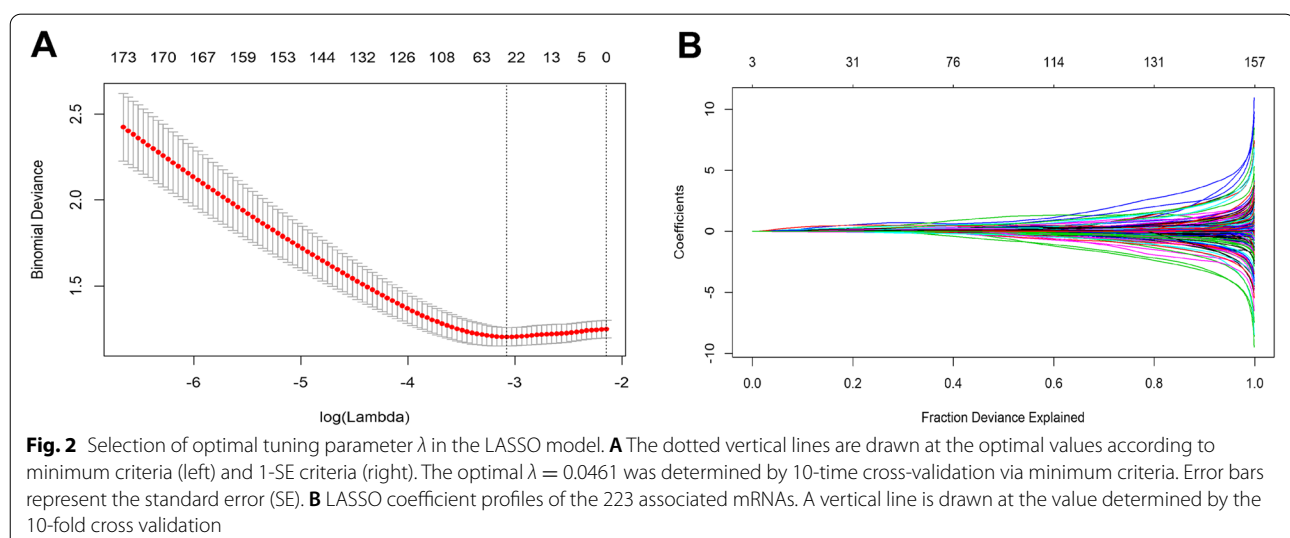 A
173 170 167 159 153 144 132 126 108 63 22 13 5 0
2.5
2.0
1.5
Binomial Deviance
-6 -5 -4 -3 -2
log(Lambda)
B
3 31 76 114 131 157
10
5
0
-5
-10
Coefficients
0.0 0.2 0.4 0.6 0.8 1.0
Fraction Deviance Explained
Fig. 2 Selection of optimal tuning parameter λ in the LASSO model. A The dotted vertical lines are drawn at the optimal values according to
minimum criteria (left) and 1-SE criteria (right). The optimal λ = 0.0461 was determined by 10-time cross-validation via minimum criteria. Error bars
represent the standard error (SE). B LASSO coefficient profiles of the 223 associated mRNAs. A vertical line is drawn at the value determined by the
10-fold cross validation